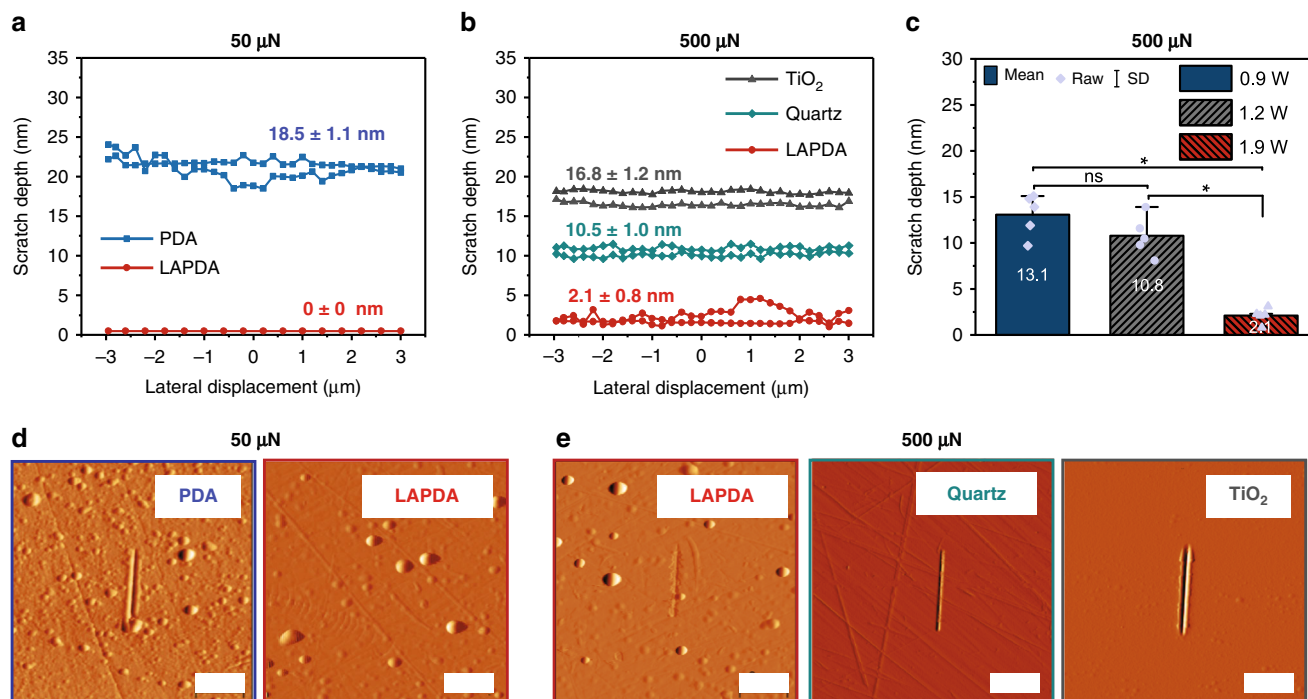 a
50 μN
Scratch depth (nm)
35
30
25
20
15
10
5
0
18.5 ± 1.1 nm
PDA
LAPDA
0 ± 0 nm
−3
−2
−1
0
1
2
3
Lateral displacement (μm)
b
500 μN
Scratch depth (nm)
35
30
25
20
15
10
5
0
TiO₂
Quartz
LAPDA
16.8 ± 1.2 nm
10.5 ± 1.0 nm
2.1 ± 0.8 nm
−3
−2
−1
0
1
2
3
Lateral displacement (μm)
c
500 μN
Scratch depth (nm)
30
25
20
15
10
5
0
Mean
Raw
SD
0.9 W
1.2 W
1.9 W
*
ns
*
13.1
10.8
d
50 μN
PDA
LAPDA
e
500 μN
LAPDA
Quartz
TiO₂